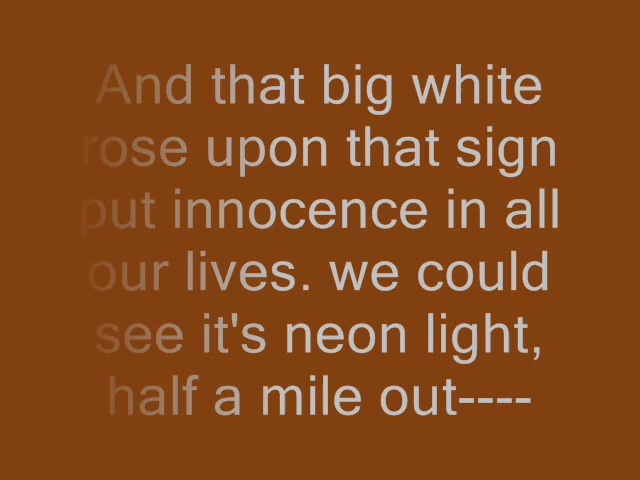 And that big white
rose upon that sign
put innocence in all
our lives. we could
see it's neon light,
half a mile out----